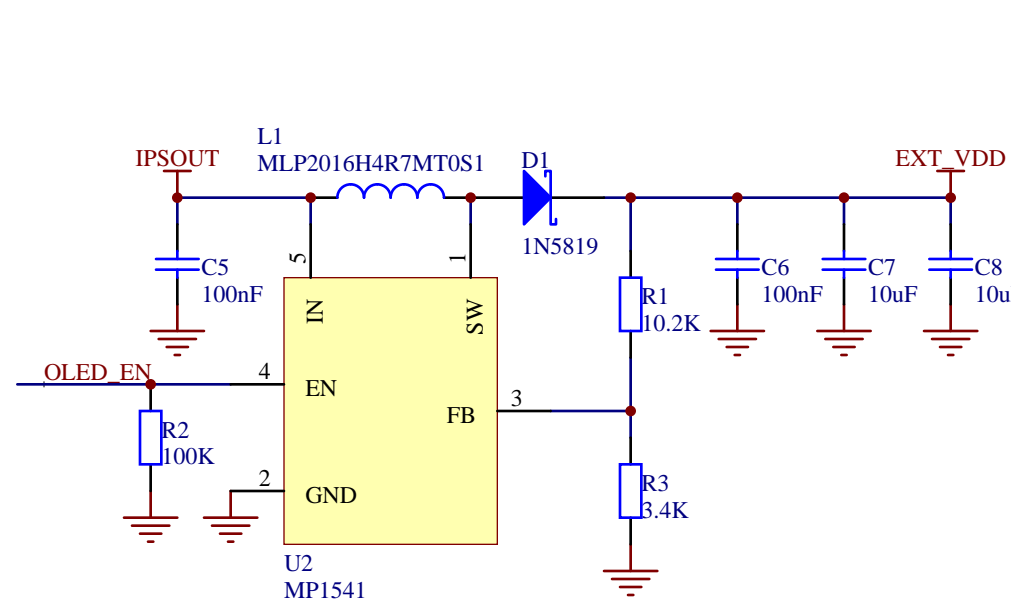 L1
IPSOUT
MLP2016H4R7MT0S1
D1
EXT_VDD
1N5819
5
1
C5
100nF
C6
100nF
C7
10uF
C8
10u
IN
SW
R1
10.2K
OLED_EN
4
EN
3
FB
R2
100K
2
GND
R3
3.4K
U2
MP1541